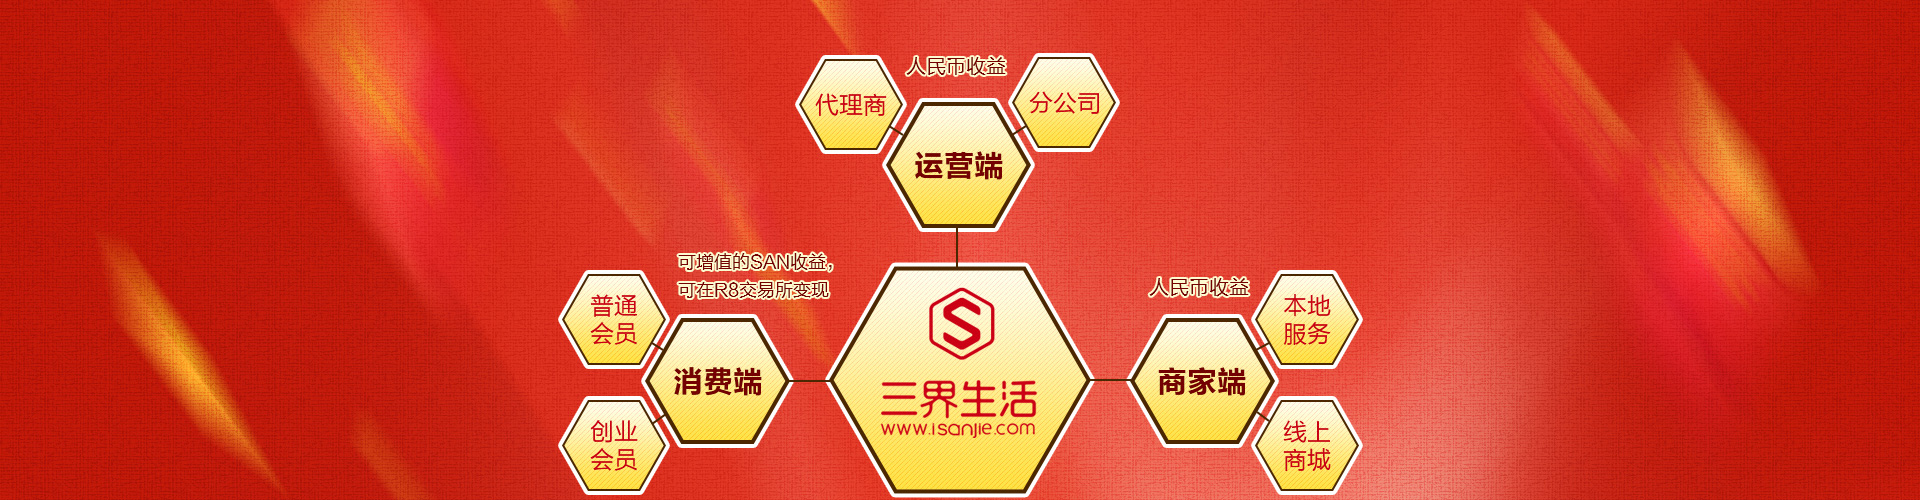 人民币收益
代理商
分公司
运营端
可增值的SAN收益，
可在R8交易所变现
普通
会员
消费端
创业
会员
S
三界生活
www.isanjie.com
人民币收益
本地
服务
商家端
线上
商城